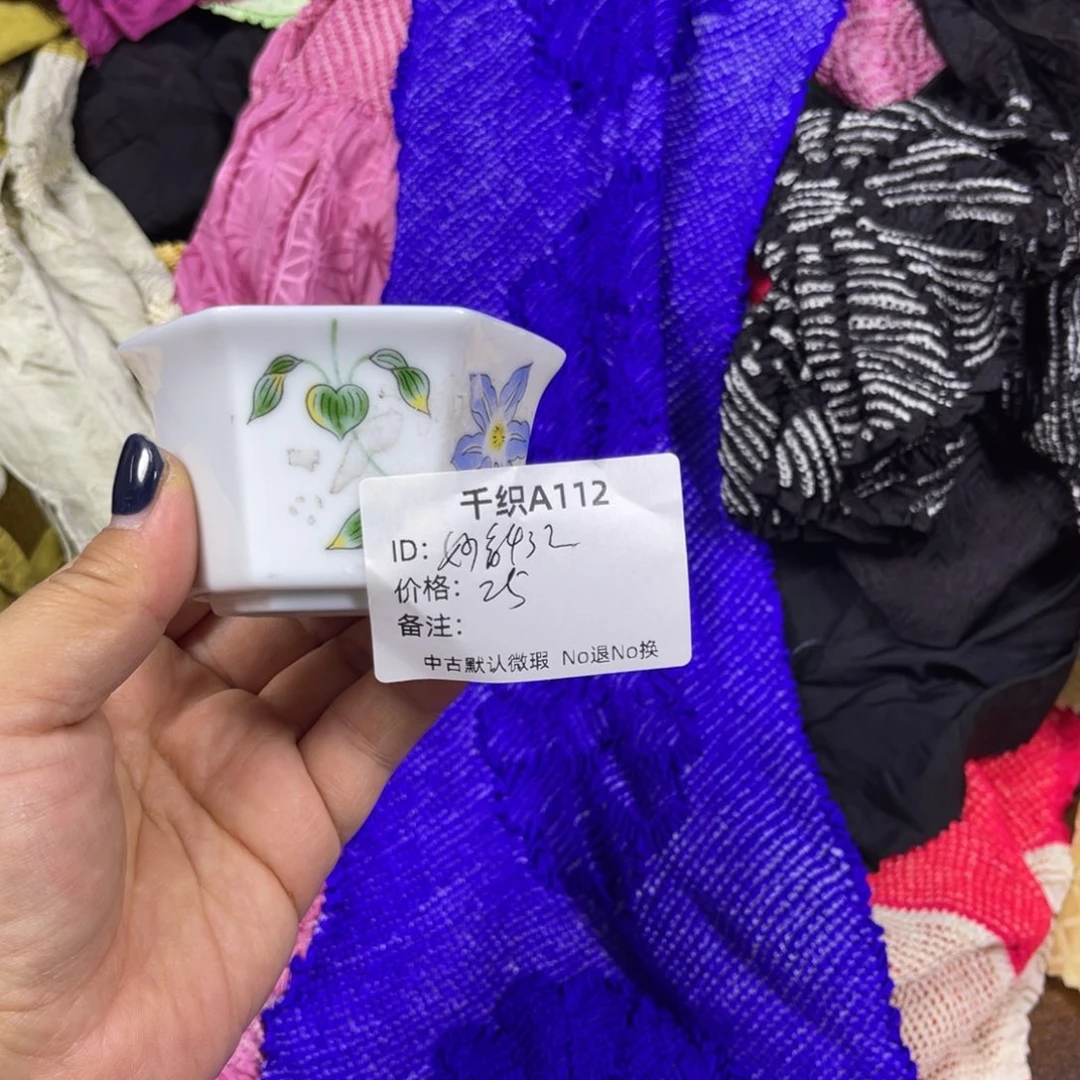 千织A112
ID: 432
价格: 25
备注:
中古默认微瑕 No退No换